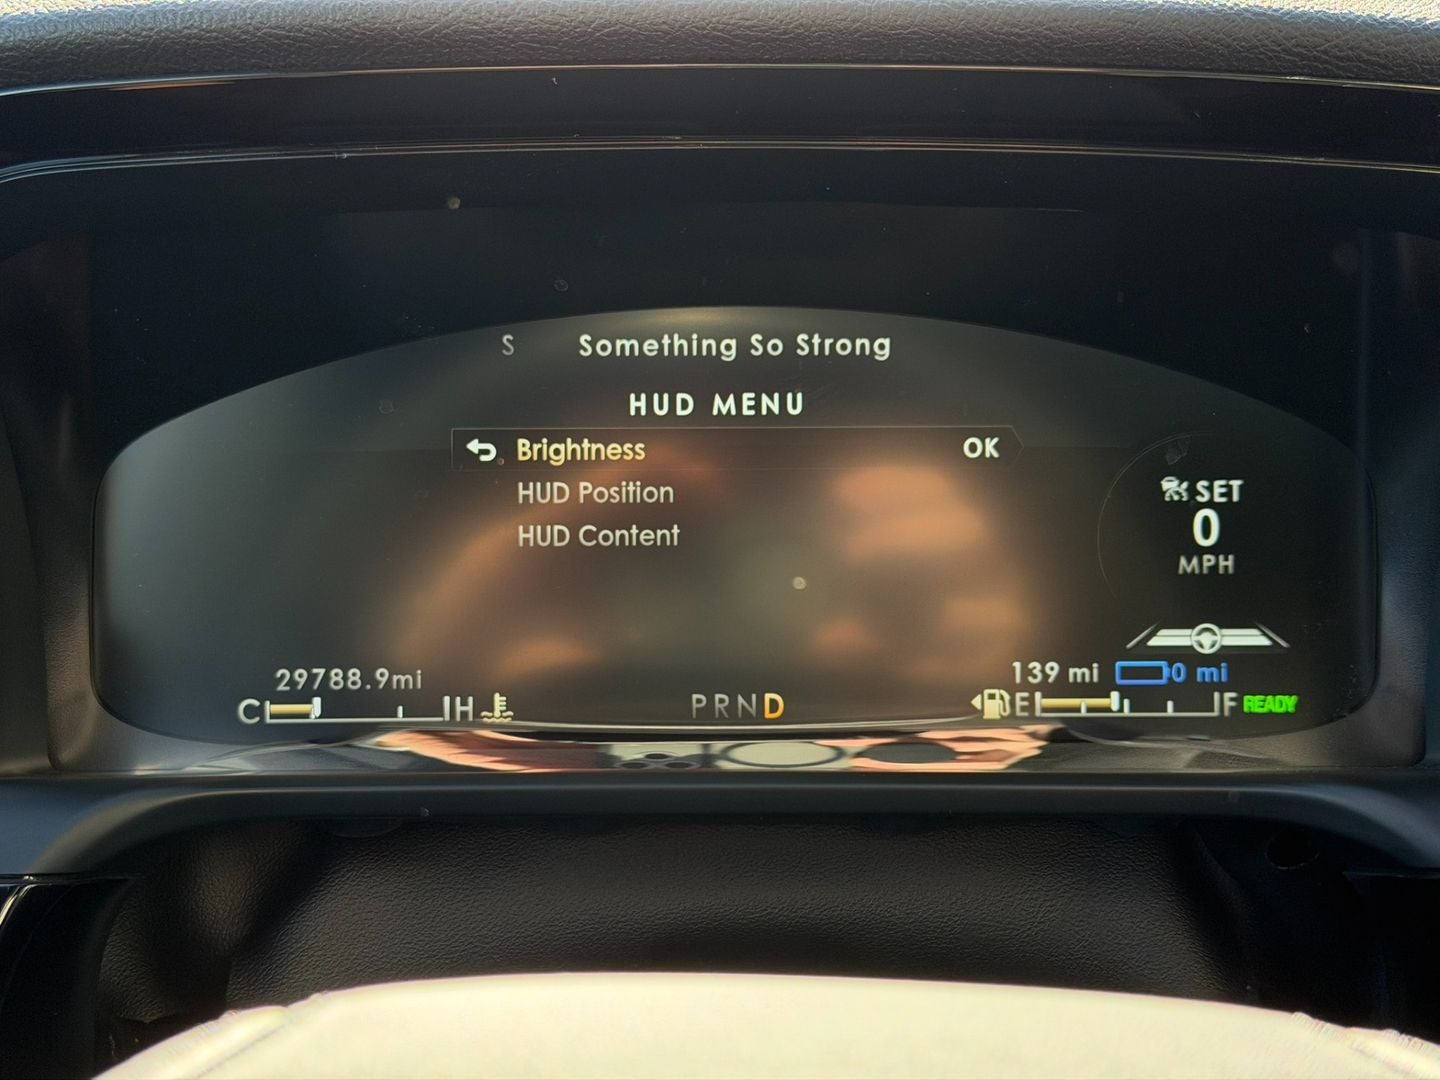 S Something So Strong
HUD MENU
Brightness OK
HUD Position
HUD Content
SET
0
MPH
29788.9mi
139 mi 0 mi
C H
PRND
E F READY